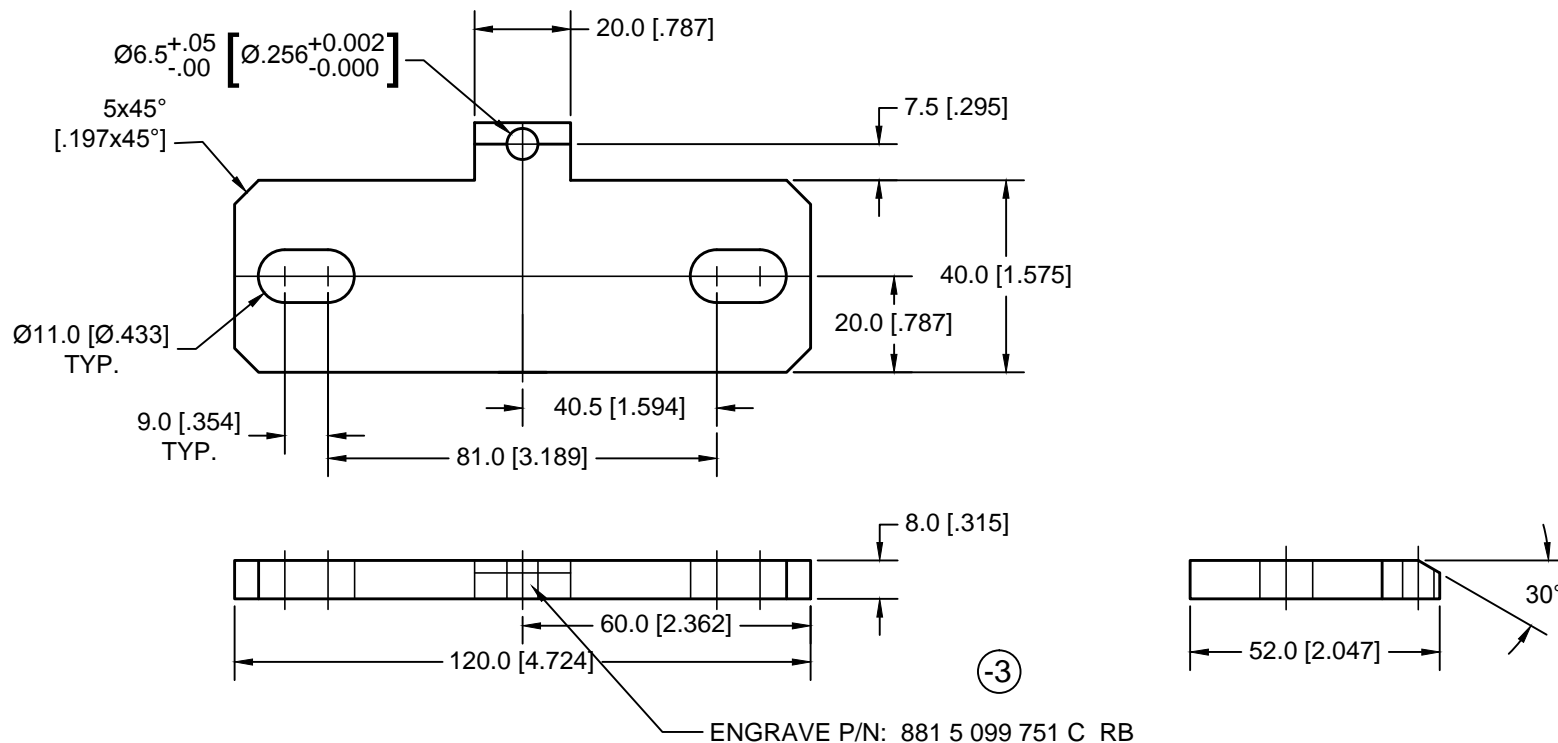 20.0 [.787]
Ø6.5 +.05 -.00 [Ø.256 +0.002 -0.000]
5x45°
[.197x45°]
7.5 [.295]
40.0 [1.575]
20.0 [.787]
Ø11.0 [Ø.433]
TYP.
40.5 [1.594]
9.0 [.354]
TYP.
81.0 [3.189]
8.0 [.315]
30°
60.0 [2.362]
120.0 [4.724]
52.0 [2.047]
-3
ENGRAVE P/N: 881 5 099 751 C RB